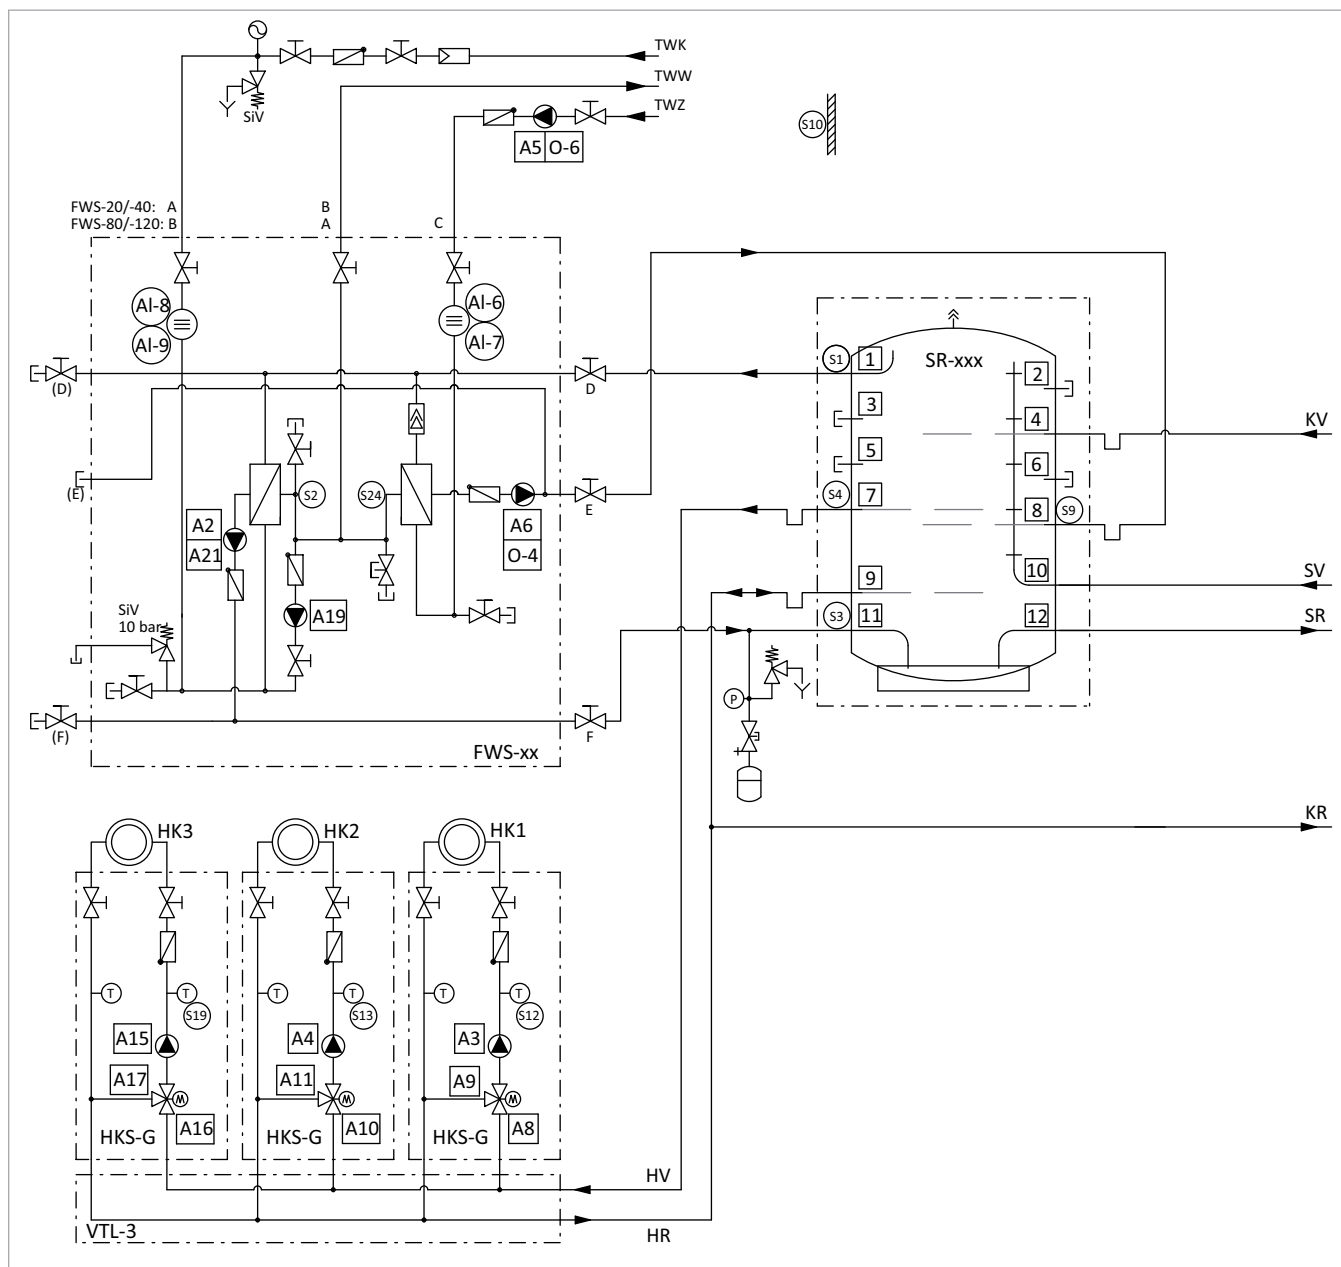 TWK
TWW
TWZ
SiV
A5 O-6
S10
FWS-20/-40: A B C
FWS-80/-120: B A
AI-8
AI-9
AI-6
AI-7
(D)
D
S1
1
SR-xxx
2
3
4
KV
5
6
(E)
E
S2
S24
S4
7
8
S9
A2
A21
A6
O-4
9
10
SV
SiV
10 bar
A19
S3
11
12
SR
P
(F)
F
FWS-xx
KR
HK3
HK2
HK1
T
T
T
T
T
T
S19
S13
S12
A15
A4
A3
A17
A11
A9
M
M
M
A16
A10
A8
HKS-G
HKS-G
HKS-G
HV
VTL-3
HR